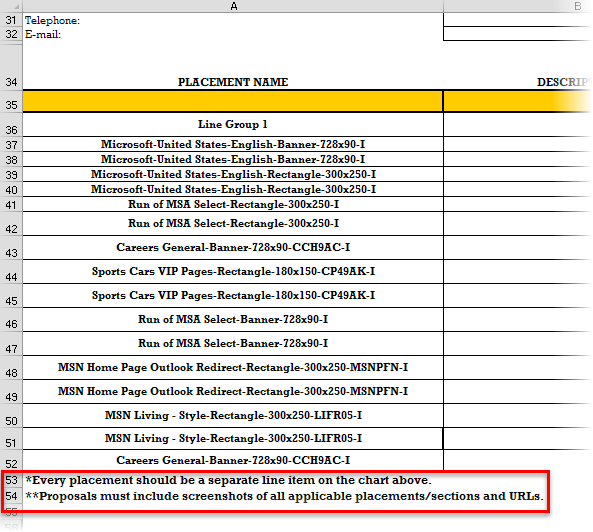 A B
31 Telephone:
32 E-mail:
34 PLACEMENT NAME DESCRIP
35
36 Line Group 1
37 Microsoft-United States-English-Banner-728x90-I
38 Microsoft-United States-English-Banner-728x90-I
39 Microsoft-United States-English-Rectangle-300x250-I
40 Microsoft-United States-English-Rectangle-300x250-I
41 Run of MSA Select-Rectangle-300x250-I
42 Run of MSA Select-Rectangle-300x250-I
43 Careers General-Banner-728x90-CCH9AC-I
44 Sports Cars VIP Pages-Rectangle-180x150-CP49AK-I
45 Sports Cars VIP Pages-Rectangle-180x150-CP49AK-I
46 Run of MSA Select-Banner-728x90-I
47 Run of MSA Select-Banner-728x90-I
48 MSN Home Page Outlook Redirect-Rectangle-300x250-MSNPFN-I
49 MSN Home Page Outlook Redirect-Rectangle-300x250-MSNPFN-I
50 MSN Living - Style-Rectangle-300x250-LIFR05-I
51 MSN Living - Style-Rectangle-300x250-LIFR05-I
52 Careers General-Banner-728x90-CCH9AC-I
53 *Every placement should be a separate line item on the chart above.
54 **Proposals must include screenshots of all applicable placements/sections and URLs.
55